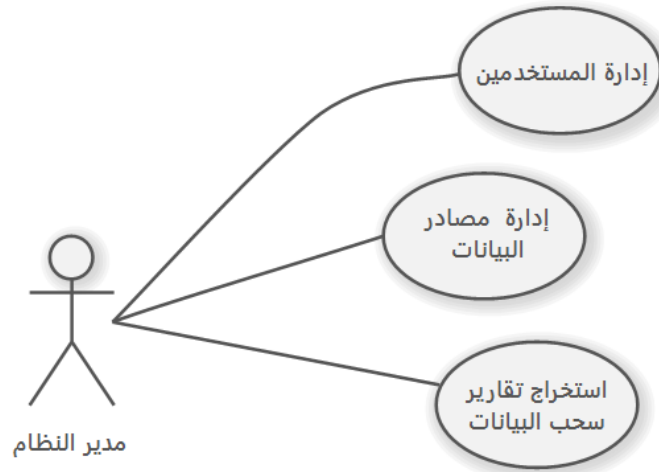 إدارة المستخدمين
إدارة مصادر
البيانات
استخراج تقارير
سحب البيانات
مدير النظام